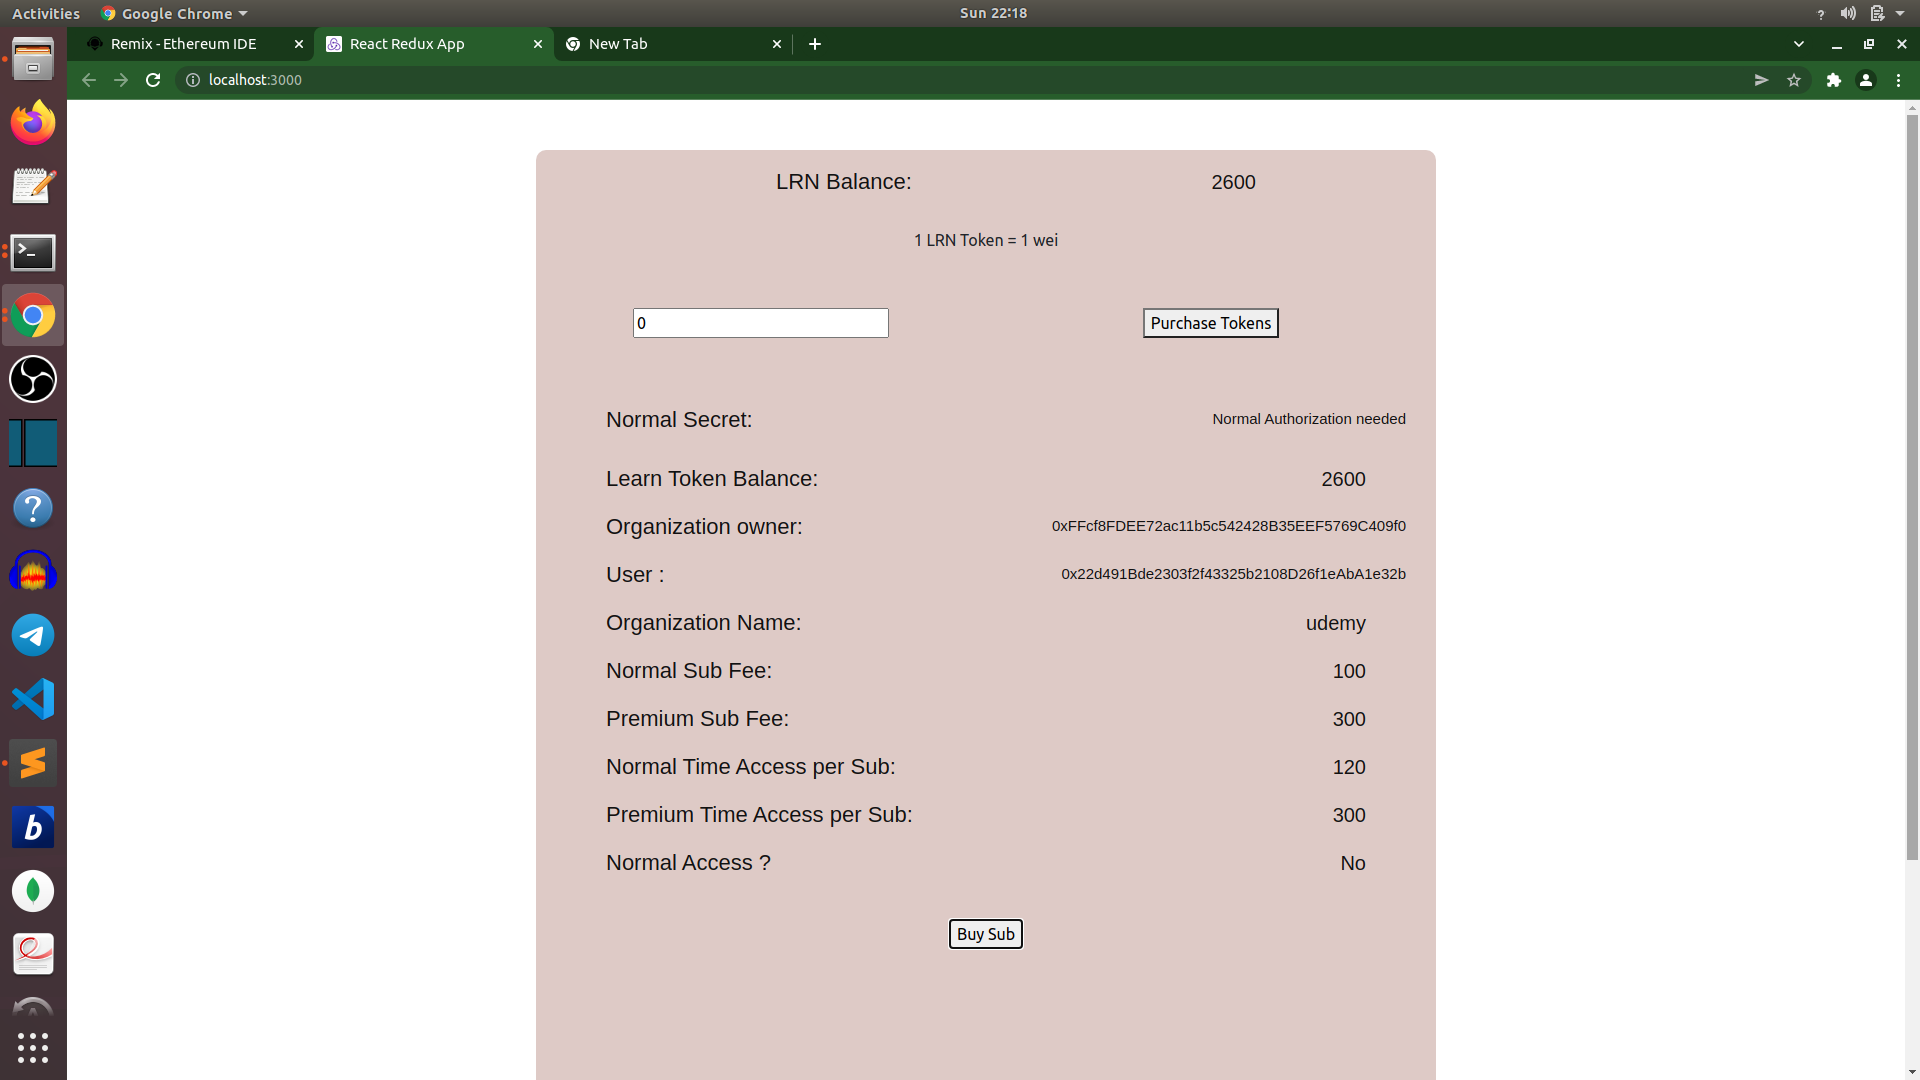 Activities Google Chrome Sun 22:18
Remix - Ethereum IDE React Redux App New Tab
localhost:3000
LRN Balance: 2600
1 LRN Token = 1 wei
0 Purchase Tokens
Normal Secret: Normal Authorization needed
Learn Token Balance: 2600
Organization owner: 0xFFcf8FDEE72ac11b5c542428B35EEF5769C409f0
User : 0x22d491Bde2303f2f43325b2108D26f1eAbA1e32b
Organization Name: udemy
Normal Sub Fee: 100
Premium Sub Fee: 300
Normal Time Access per Sub: 120
Premium Time Access per Sub: 300
Normal Access ? No
Buy Sub